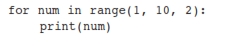 for num in range(1, 10, 2):
    print(num)